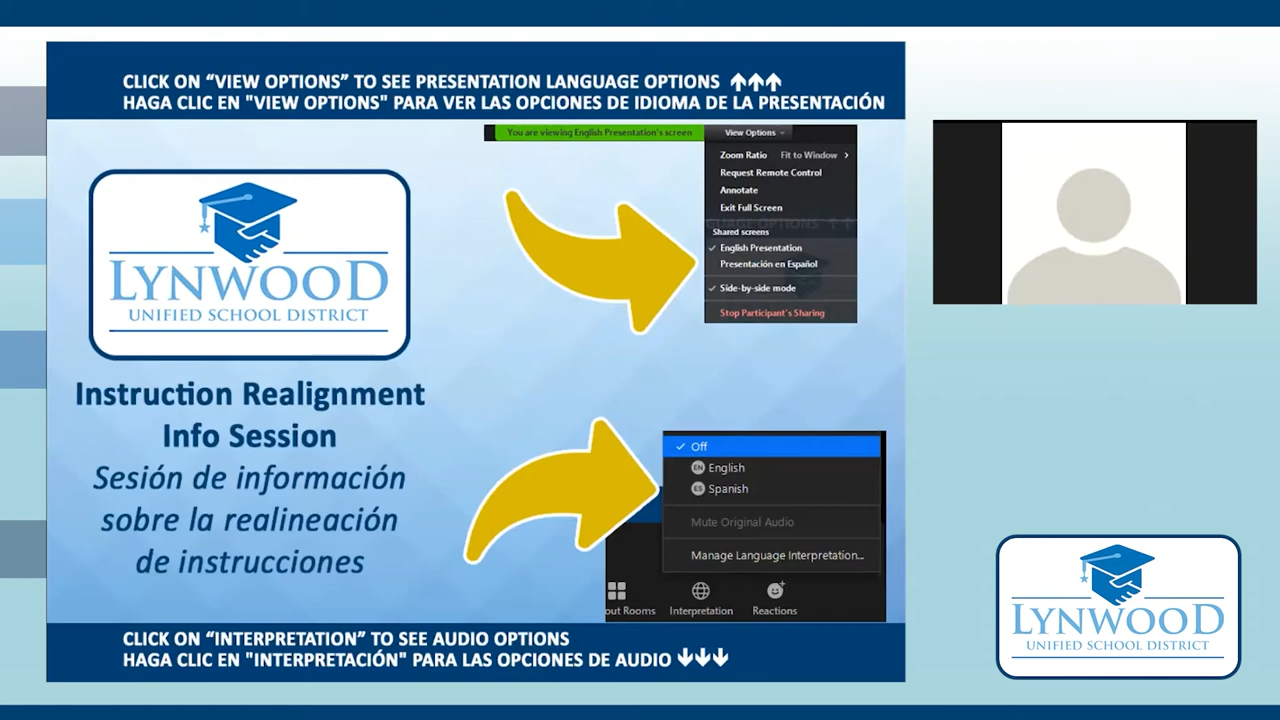 CLICK ON “VIEW OPTIONS” TO SEE PRESENTATION LANGUAGE OPTIONS
HAGA CLIC EN "VIEW OPTIONS" PARA VER LAS OPCIONES DE IDIOMA DE LA PRESENTACIÓN
You are viewing English Presentation's screen
View Options
Zoom Ratio Fit to Window
Request Remote Control
Annotate
Exit Full Screen
Shared screens
English Presentation
Presentación en Español
Side-by-side mode
Stop Participant's Sharing
LYNWOOD
UNIFIED SCHOOL DISTRICT
Instruction Realignment
Info Session
Sesión de información
sobre la realineación
de instrucciones
Off
EN English
ES Spanish
Mute Original Audio
Manage Language Interpretation...
out Rooms Interpretation Reactions
CLICK ON “INTERPRETATION” TO SEE AUDIO OPTIONS
HAGA CLIC EN "INTERPRETACIÓN" PARA LAS OPCIONES DE AUDIO
LYNWOOD
UNIFIED SCHOOL DISTRICT